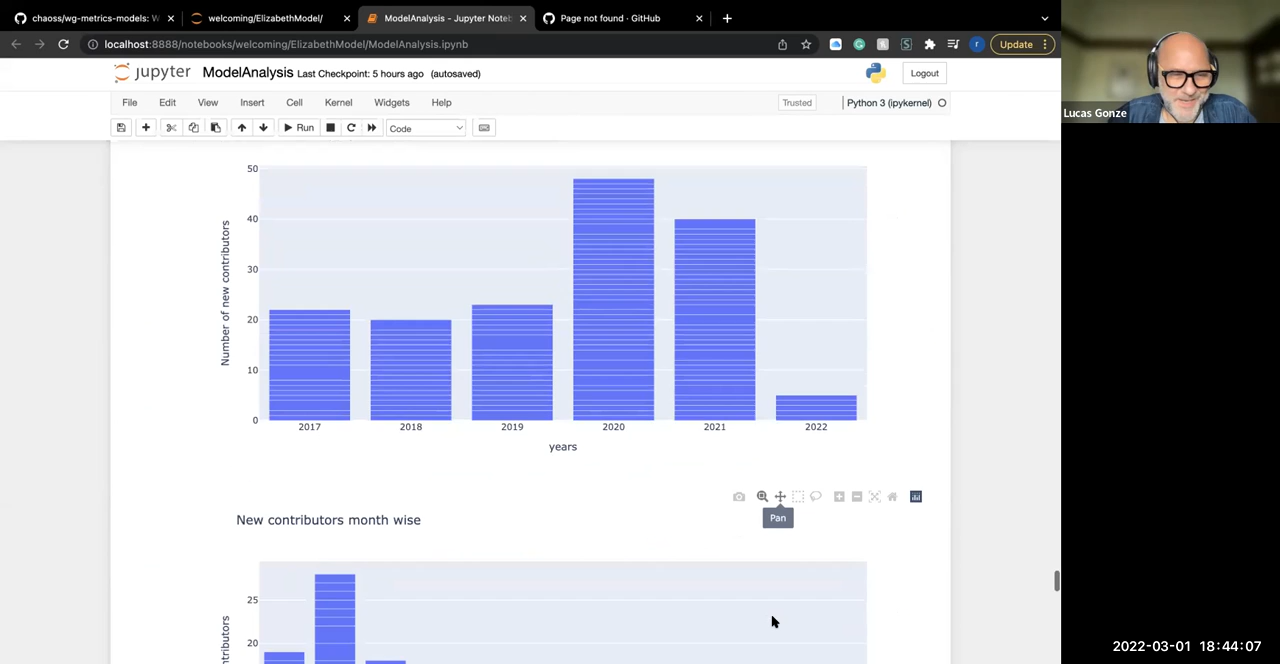 chaoss/wg-metrics-models: W
welcoming/ElizabethModel/
ModelAnalysis - Jupyter Noteb
Page not found · GitHub
localhost:8888/notebooks/welcoming/ElizabethModel/ModelAnalysis.ipynb
r
Update
jupyter ModelAnalysis Last Checkpoint: 5 hours ago (autosaved)
Logout
File Edit View Insert Cell Kernel Widgets Help
Trusted
Python 3 (ipykernel)
Run
Code
50
40
30
20
10
0
Number of new contributors
2017 2018 2019 2020 2021 2022
years
Pan
New contributors month wise
25
20
ntributors
Lucas Gonze
2022-03-01 18:44:07